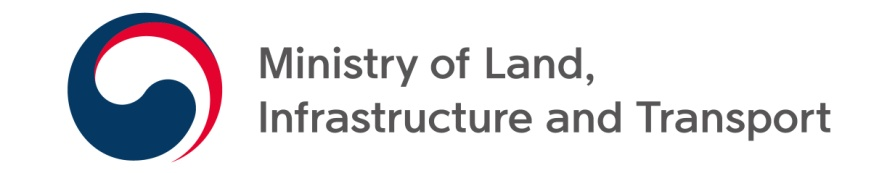 Ministry of Land,
Infrastructure and Transport